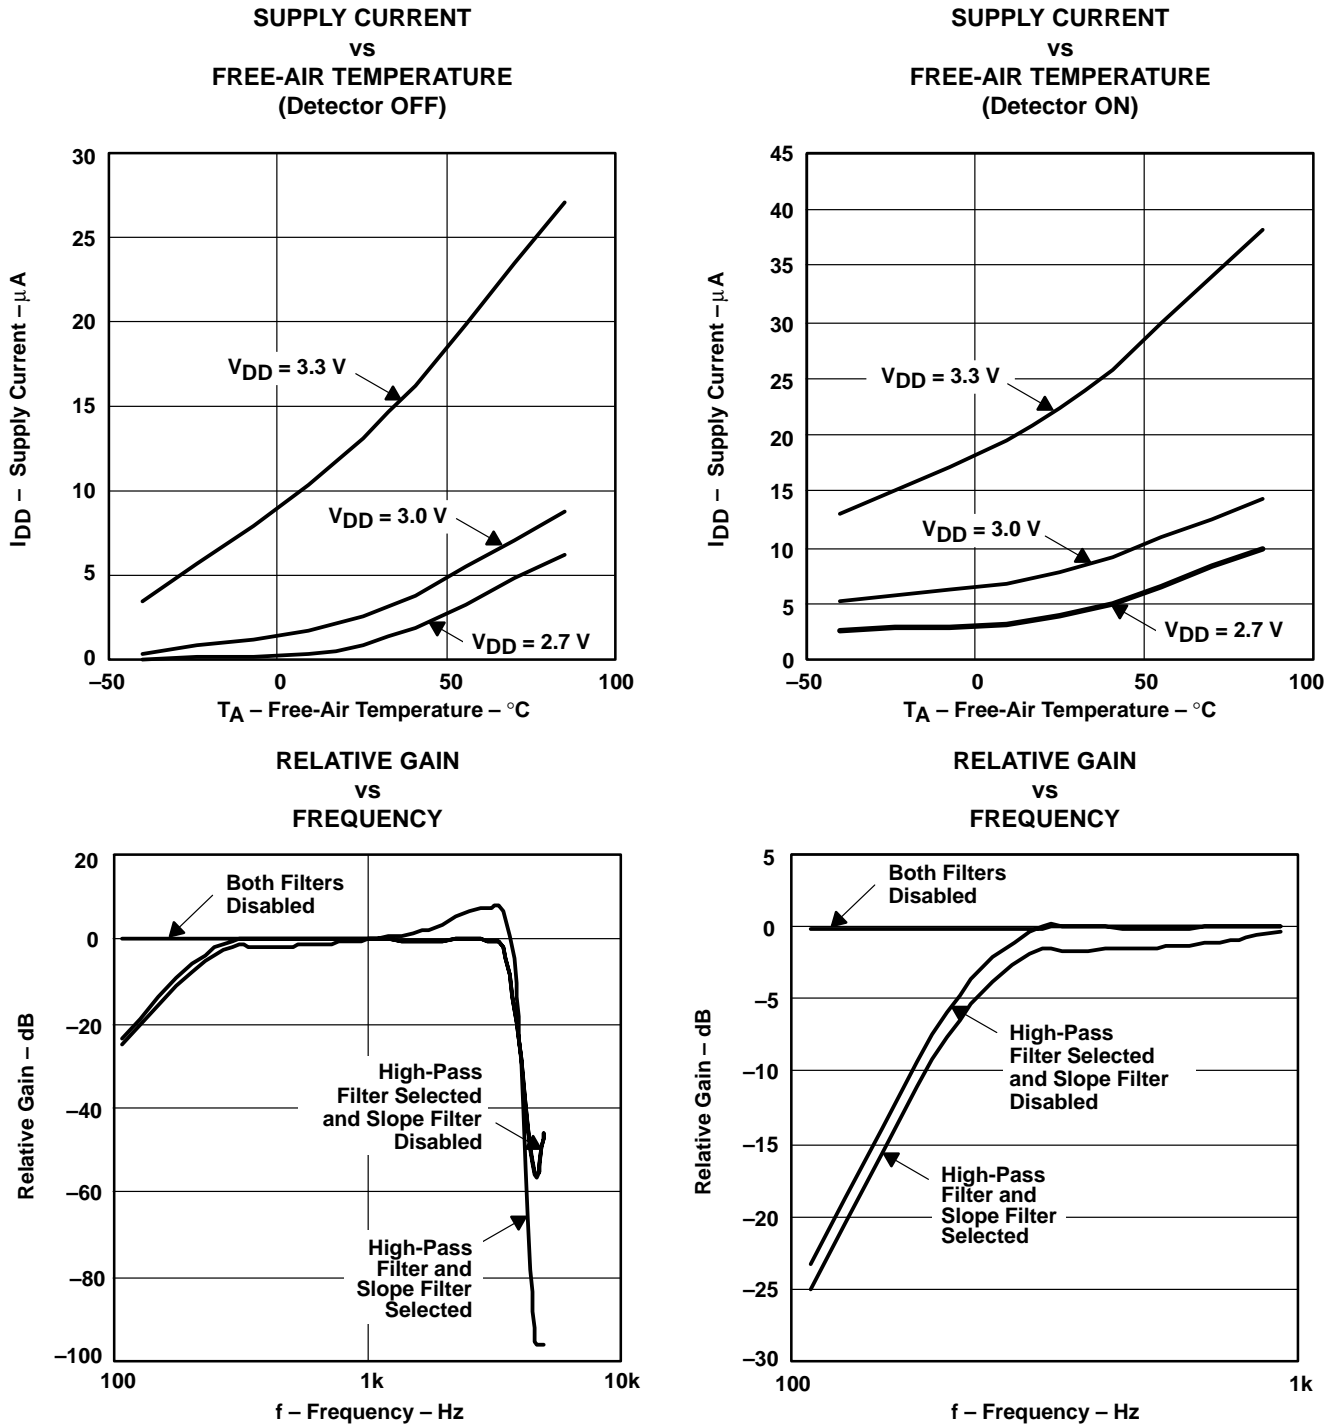 SUPPLY CURRENT
vs
FREE-AIR TEMPERATURE
(Detector OFF)
30
25
20
15
10
5
0
–50
0
50
100
IDD – Supply Current – μA
VDD = 3.3 V
VDD = 3.0 V
VDD = 2.7 V
TA – Free-Air Temperature – °C
SUPPLY CURRENT
vs
FREE-AIR TEMPERATURE
(Detector ON)
45
40
35
30
25
20
15
10
5
0
–50
0
50
100
IDD – Supply Current – μA
VDD = 3.3 V
VDD = 3.0 V
VDD = 2.7 V
TA – Free-Air Temperature – °C
RELATIVE GAIN
vs
FREQUENCY
20
0
–20
–40
–60
–80
–100
100
1k
10k
Relative Gain – dB
Both Filters
Disabled
High-Pass
Filter Selected
and Slope Filter
Disabled
High-Pass
Filter and
Slope Filter
Selected
f – Frequency – Hz
RELATIVE GAIN
vs
FREQUENCY
5
0
–5
–10
–15
–20
–25
–30
100
1k
Relative Gain – dB
Both Filters
Disabled
High-Pass
Filter Selected
and Slope Filter
Disabled
High-Pass
Filter and
Slope Filter
Selected
f – Frequency – Hz